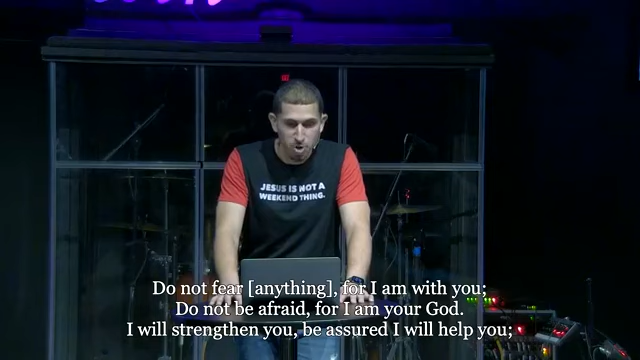 JESUS IS NOT A
WEEKEND THING.
Do not fear [anything], for I am with you;
Do not be afraid, for I am your God.
I will strengthen you, be assured I will help you;